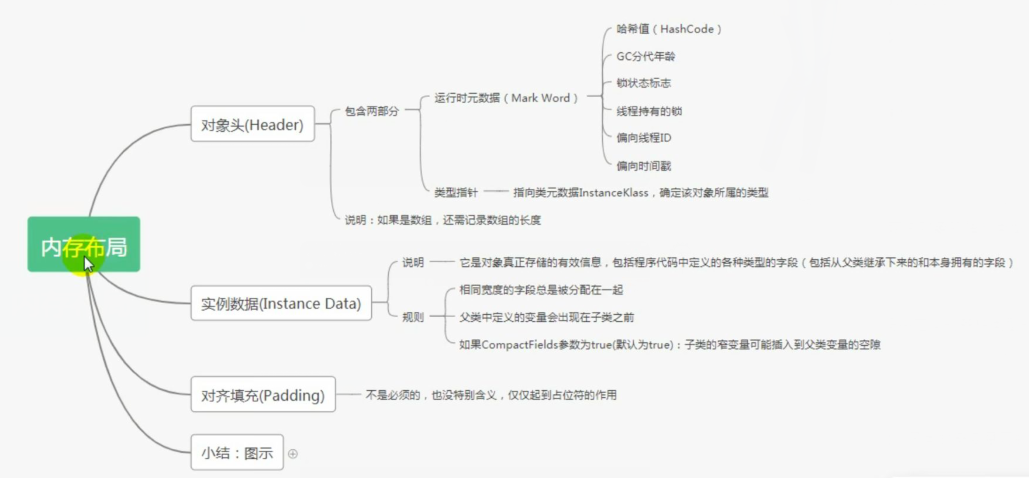 内存布局
对象头(Header)
包含两部分
运行时元数据（Mark Word）
哈希值（HashCode）
GC分代年龄
锁状态标志
线程持有的锁
偏向线程ID
偏向时间戳
类型指针
指向类元数据InstanceKlass，确定该对象所属的类型
说明：如果是数组，还需记录数组的长度
实例数据(Instance Data)
说明
它是对象真正存储的有效信息，包括程序代码中定义的各种类型的字段（包括从父类继承下来的和本身拥有的字段）
规则
相同宽度的字段总是被分配在一起
父类中定义的变量会出现在子类之前
如果CompactFields参数为true(默认为true)：子类的窄变量可能插入到父类变量的空隙
对齐填充(Padding)
不是必须的，也没特别含义，仅仅起到占位符的作用
小结：图示